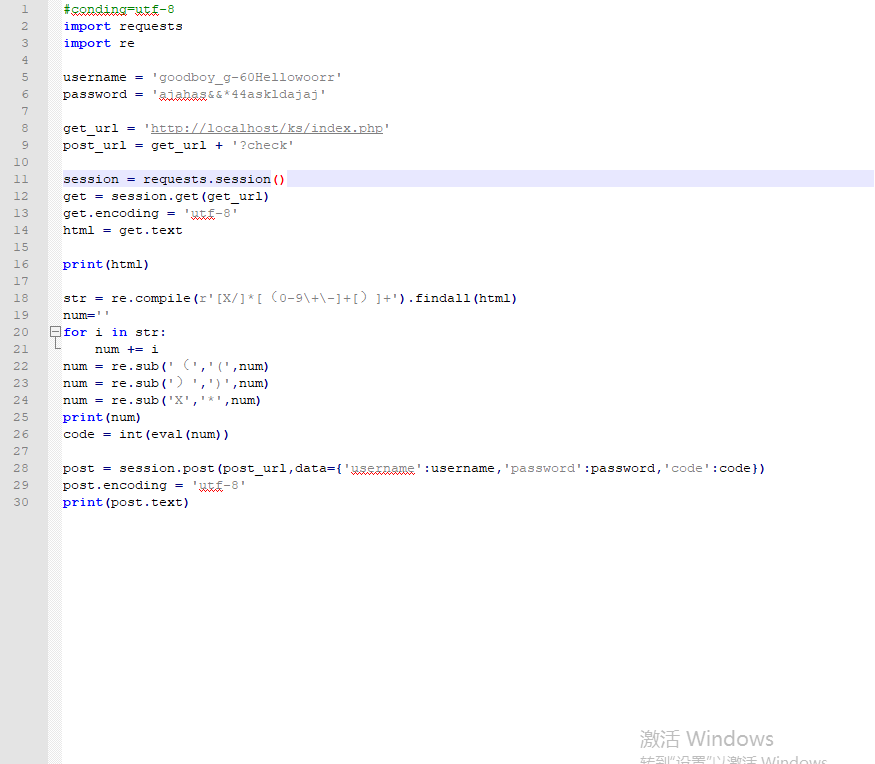 1 #conding=utf-8
2 import requests
3 import re
4
5 username = 'goodboy_g-60Hellowoorr'
6 password = 'ajahas&&*44askldajaj'
7
8 get_url = 'http://localhost/ks/index.php'
9 post_url = get_url + '?check'
10
11 session = requests.session()
12 get = session.get(get_url)
13 get.encoding = 'utf-8'
14 html = get.text
15
16 print(html)
17
18 str = re.compile(r'[X/]*[（0-9\+\-]+[）]+').findall(html)
19 num=''
20 for i in str:
21     num += i
22 num = re.sub('（','(',num)
23 num = re.sub('）',')',num)
24 num = re.sub('X','*',num)
25 print(num)
26 code = int(eval(num))
27
28 post = session.post(post_url,data={'username':username,'password':password,'code':code})
29 post.encoding = 'utf-8'
30 print(post.text)
激活 Windows
转到“设置”以激活 Windows